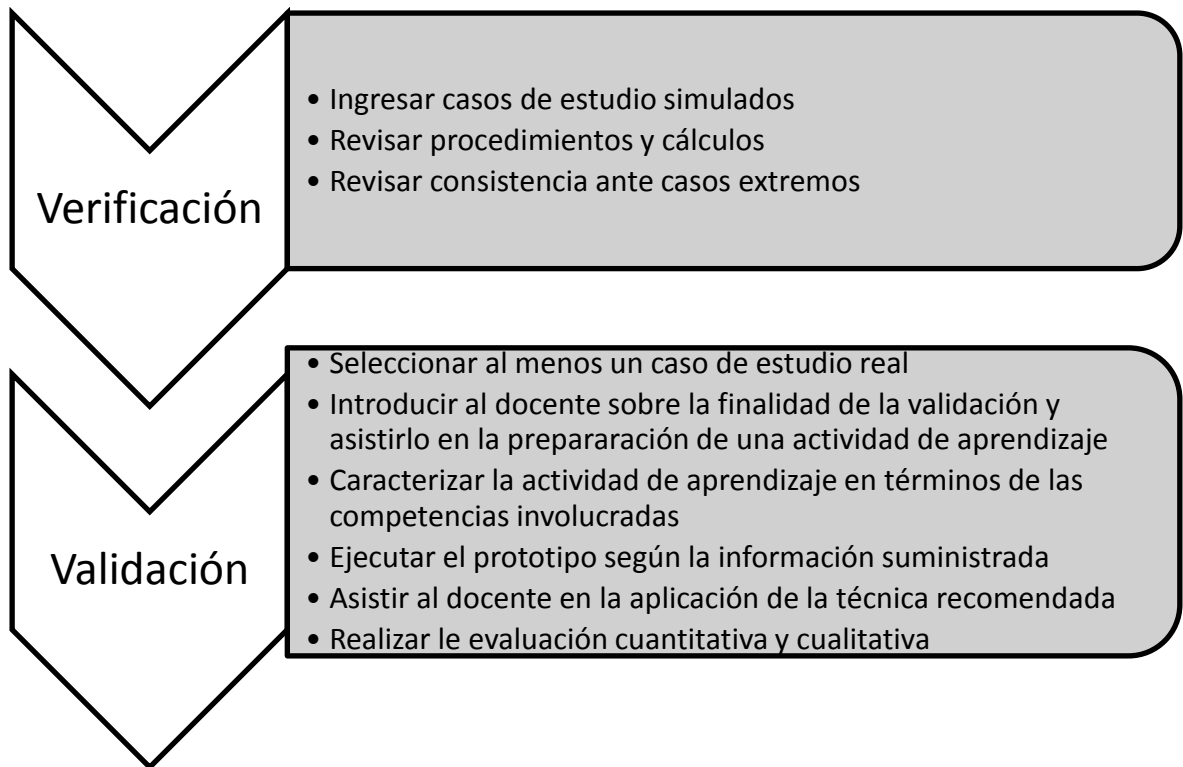 Verificación
• Ingresar casos de estudio simulados
• Revisar procedimientos y cálculos
• Revisar consistencia ante casos extremos
Validación
• Seleccionar al menos un caso de estudio real
• Introducir al docente sobre la finalidad de la validación y
asistirlo en la prepararación de una actividad de aprendizaje
• Caracterizar la actividad de aprendizaje en términos de las
competencias involucradas
• Ejecutar el prototipo según la información suministrada
• Asistir al docente en la aplicación de la técnica recomendada
• Realizar le evaluación cuantitativa y cualitativa